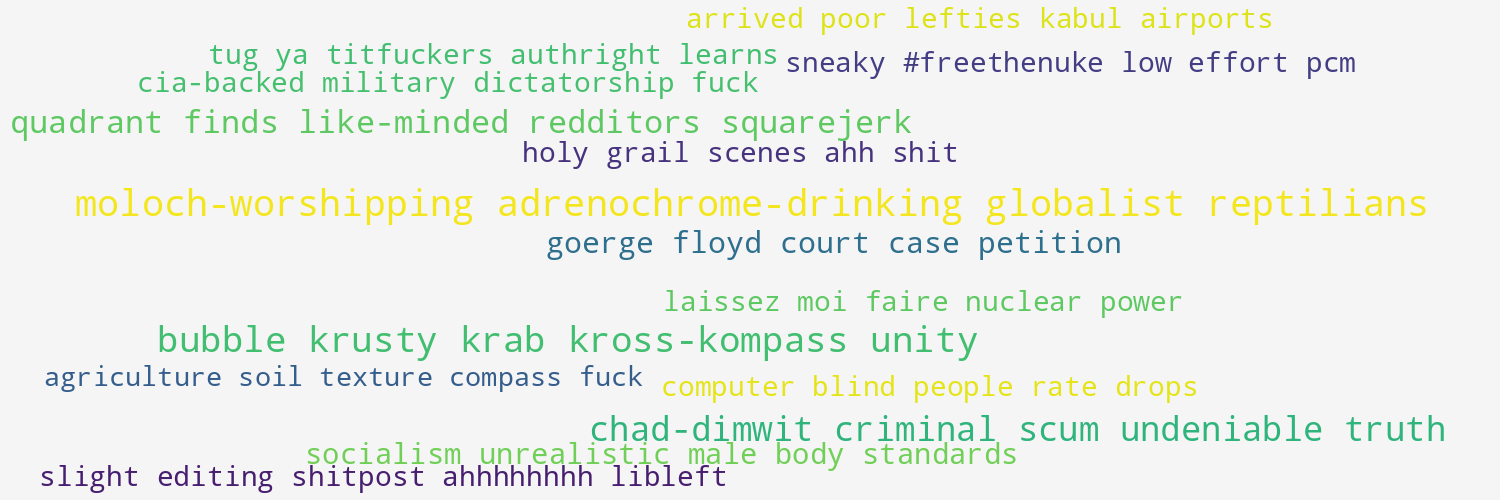 arrived poor lefties kabul airports
tug ya titfuckers authright learns
sneaky #freethenuke low effort pcm
cia-backed military dictatorship fuck
quadrant finds like-minded redditors squarejerk
holy grail scenes ahh shit
moloch-worshipping adrenochrome-drinking globalist reptilians
goerge floyd court case petition
laissez moi faire nuclear power
bubble krusty krab kross-kompass unity
agriculture soil texture compass fuck
computer blind people rate drops
chad-dimwit criminal scum undeniable truth
socialism unrealistic male body standards
slight editing shitpost ahhhhhhhh libleft